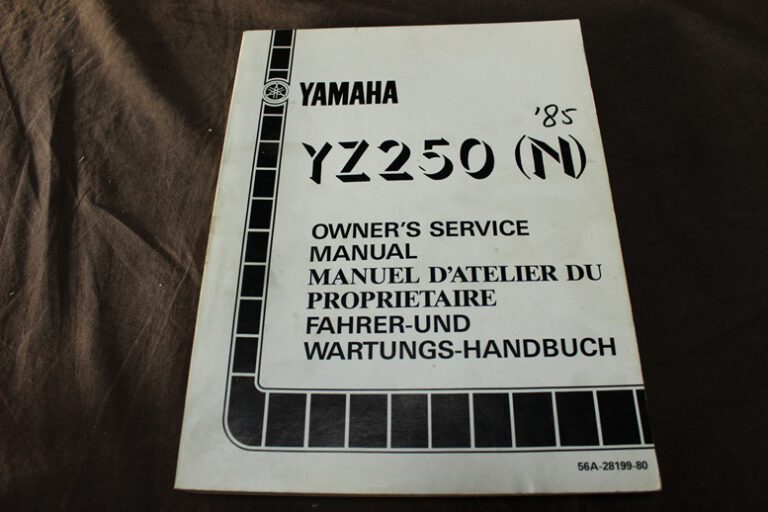 YAMAHA
'85
YZ250 (N)
OWNER'S SERVICE
MANUAL
MANUEL D'ATELIER DU
PROPRIETAIRE
FAHRER-UND
WARTUNGS-HANDBUCH
56A-28199-80